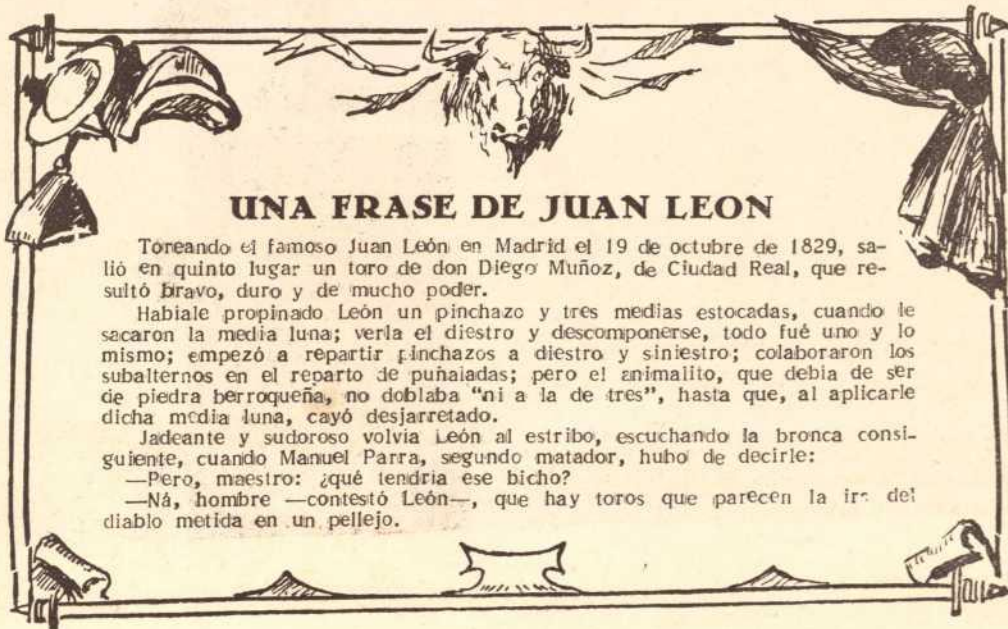 UNA FRASE DE JUAN LEON
Toreando el famoso Juan León en Madrid el 19 de octubre de 1829, sa-
lió en quinto lugar un toro de don Diego Muñoz, de Ciudad Real, que re-
sultó bravo, duro y de mucho poder.
Habiale propinado León un pinchazo y tres medias estocadas, cuando le
sacaron la media luna; verla el diestro y descomponerse, todo fué uno y lo
mismo; empezó a repartir pinchazos a diestro y siniestro; colaboraron los
subalternos en el reparto de puñaladas; pero el animalito, que debia de ser
de piedra berroqueña, no doblaba "ni a la de tres", hasta que, al aplicarle
dicha media luna, cayó desjarretado.
Jadeante y sudoroso volvia León al estribo, escuchando la bronca consi-
guiente, cuando Manuel Parra, segundo matador, hubo de decirle:
—Pero, maestro: ¿qué tendria ese bicho?
—Ná, hombre —contestó León—, que hay toros que parecen la ira del
diablo metida en un pellejo.